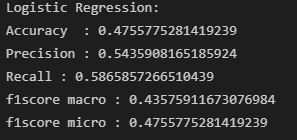 Logistic Regression:
Accuracy  : 0.4755775281419239
Precision : 0.5435908165185924
Recall : 0.5865857266510439
f1score macro : 0.43575911673076984
f1score micro : 0.4755775281419239